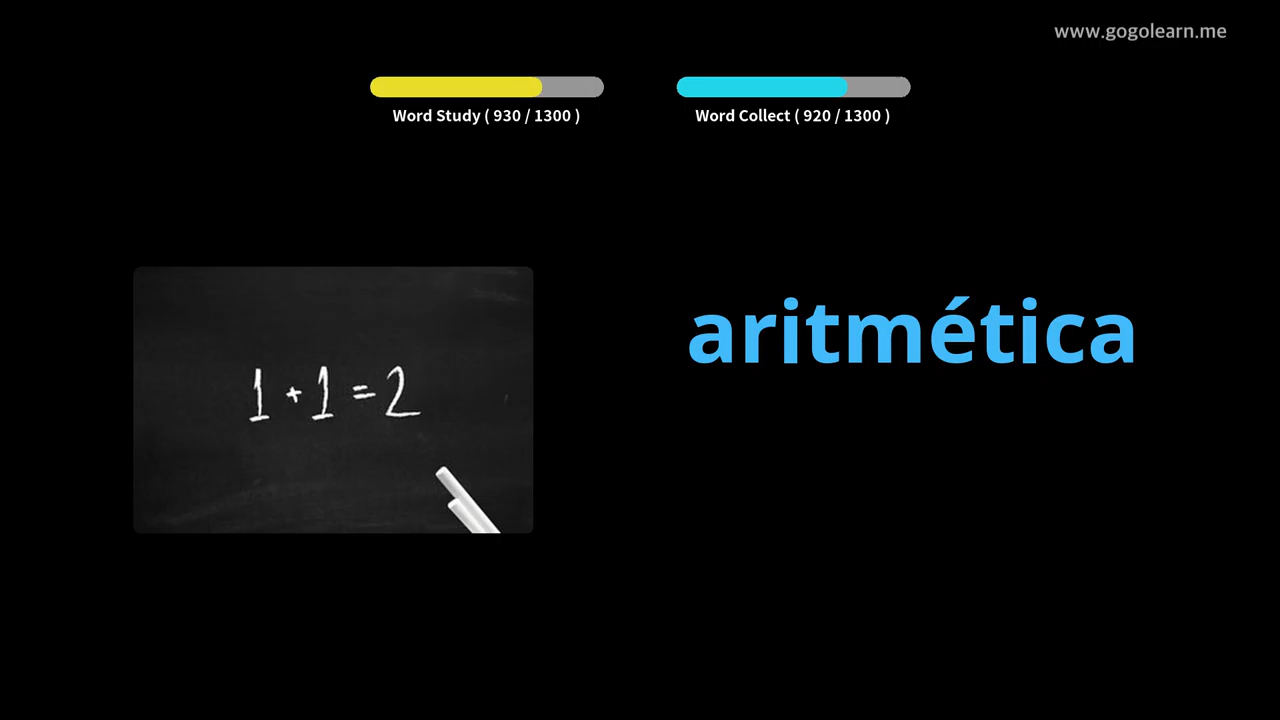 www.gogolearn.me
Word Study ( 930 / 1300 )
Word Collect ( 920 / 1300 )
aritmética
1 + 1 = 2